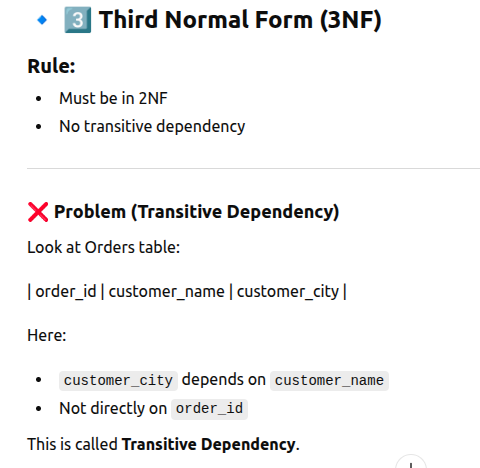 🔹 3️⃣ Third Normal Form (3NF)
Rule:
• Must be in 2NF
• No transitive dependency
❌ Problem (Transitive Dependency)
Look at Orders table:
| order_id | customer_name | customer_city |
Here:
• customer_city depends on customer_name
• Not directly on order_id
This is called Transitive Dependency.